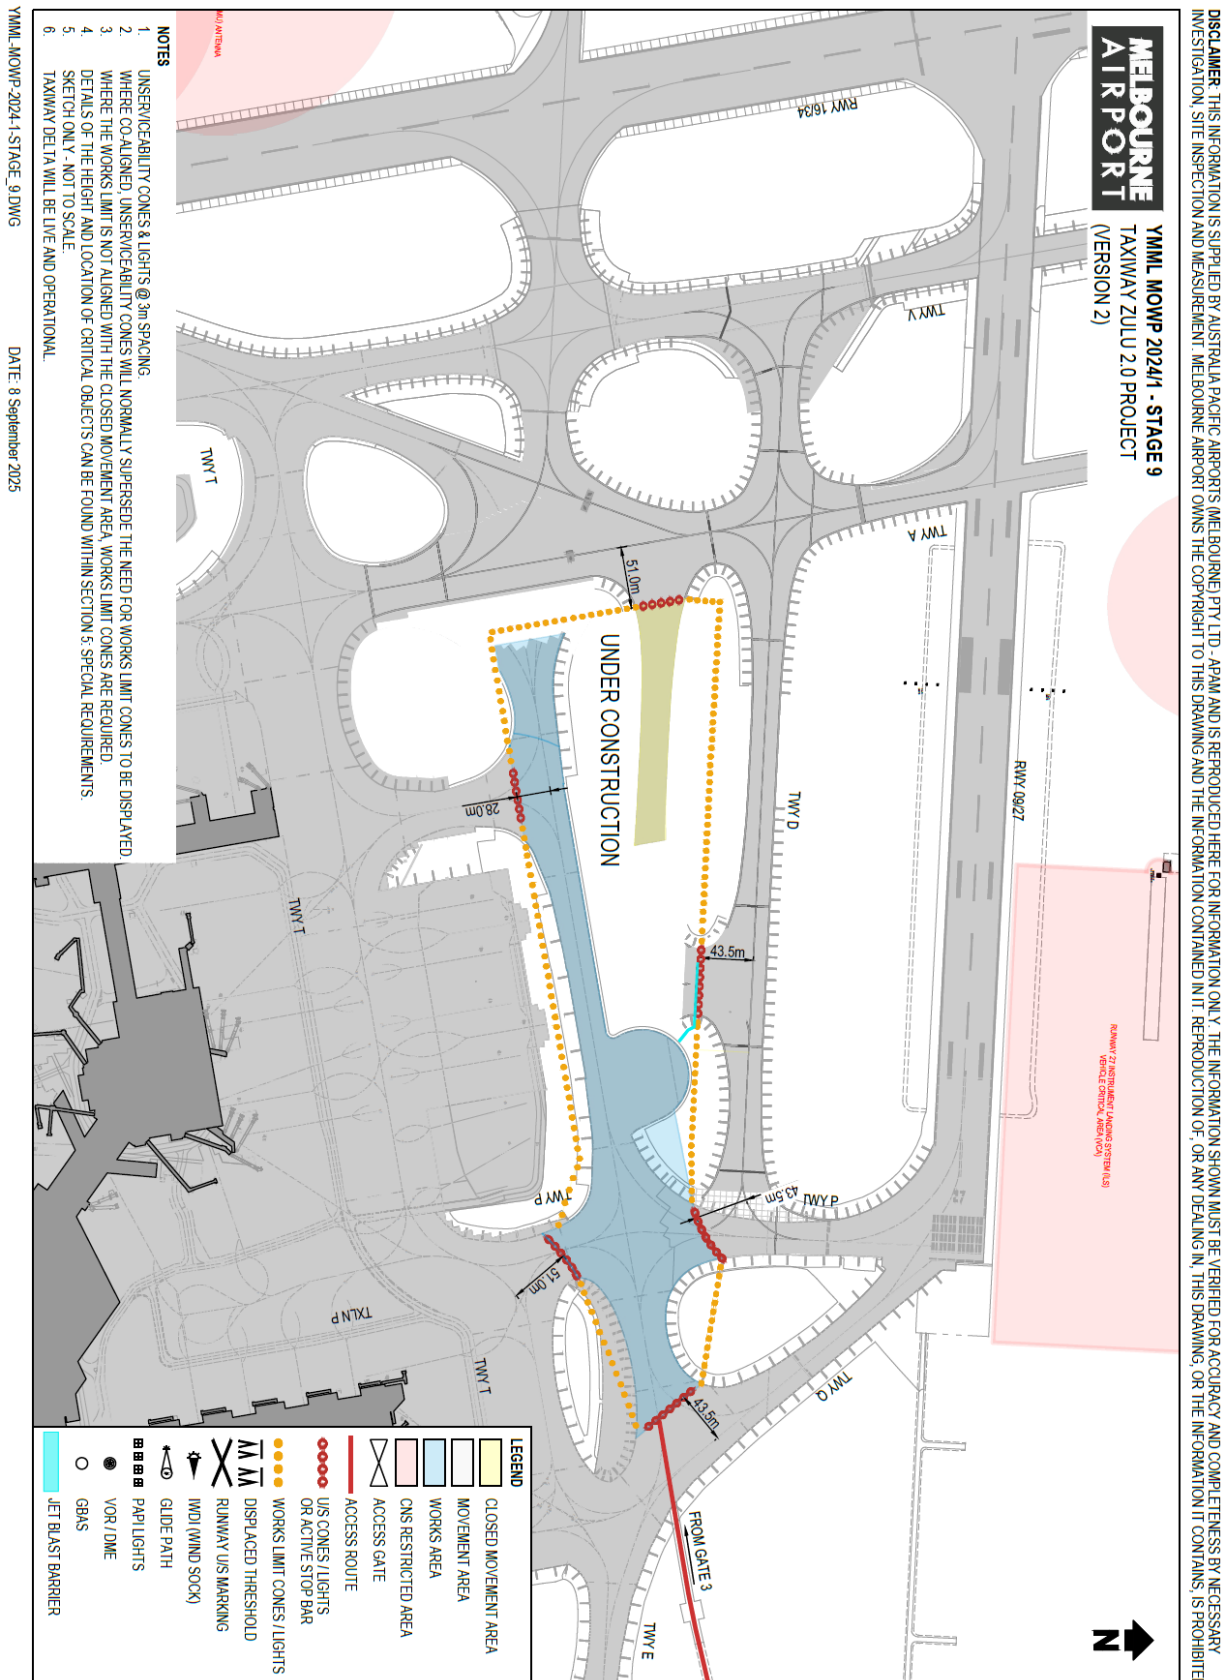 DISCLAIMER: THIS INFORMATION IS SUPPLIED BY AUSTRALIA PACIFIC AIRPORTS (MELBOURNE) PTY LTD - APAM AND IS REPRODUCED HERE FOR INFORMATION ONLY. THE INFORMATION SHOWN MUST BE VERIFIED FOR ACCURACY AND COMPLETENESS BY NECESSARY
INVESTIGATION, SITE INSPECTION AND MEASUREMENT. MELBOURNE AIRPORT OWNS THE COPYRIGHT TO THIS DRAWING AND THE INFORMATION CONTAINED IN IT. REPRODUCTION OF, OR ANY DEALING IN, THIS DRAWING, OR THE INFORMATION IT CONTAINS, IS PROHIBITE
MELBOURNE
AIRPORT
YMML MOWP 2024/1 - STAGE 9
TAXIWAY ZULU 2.0 PROJECT
(VERSION 2)
N
RWY 16/34
TWY V
TWY A
RWY 09/27
RUNWAY 27 INSTRUMENT LANDING SYSTEM (ILS)
VEHICLE CRITICAL AREA (VCA)
TWY D
51.0m
UNDER CONSTRUCTION
28.0m
43.5m
43.5m
TWY P
TWY P
51.0m
43.5m
TWY Q
FROM GATE 3
TWY E
TWY T
TWY T
TWY T
TXLN P
ANTENNA
NOTES
1. UNSERVICEABILITY CONES & LIGHTS @ 3m SPACING.
2. WHERE CO-ALIGNED, UNSERVICEABILITY CONES WILL NORMALLY SUPERSEDE THE NEED FOR WORKS LIMIT CONES TO BE DISPLAYED.
3. WHERE THE WORKS LIMIT IS NOT ALIGNED WITH THE CLOSED MOVEMENT AREA, WORKS LIMIT CONES ARE REQUIRED.
4. DETAILS OF THE HEIGHT AND LOCATION OF CRITICAL OBJECTS CAN BE FOUND WITHIN SECTION 5: SPECIAL REQUIREMENTS.
5. SKETCH ONLY - NOT TO SCALE.
6. TAXIWAY DELTA WILL BE LIVE AND OPERATIONAL.
LEGEND
CLOSED MOVEMENT AREA
MOVEMENT AREA
WORKS AREA
CNS RESTRICTED AREA
ACCESS GATE
ACCESS ROUTE
U/S CONES / LIGHTS
OR ACTIVE STOP BAR
WORKS LIMIT CONES / LIGHTS
DISPLACED THRESHOLD
RUNWAY US MARKING
IWDI (WIND SOCK)
GLIDE PATH
PAPI LIGHTS
VOR / DME
GBAS
JET BLAST BARRIER
YMML-MOWP-2024-1-STAGE_9.DWG
DATE: 8 September 2025